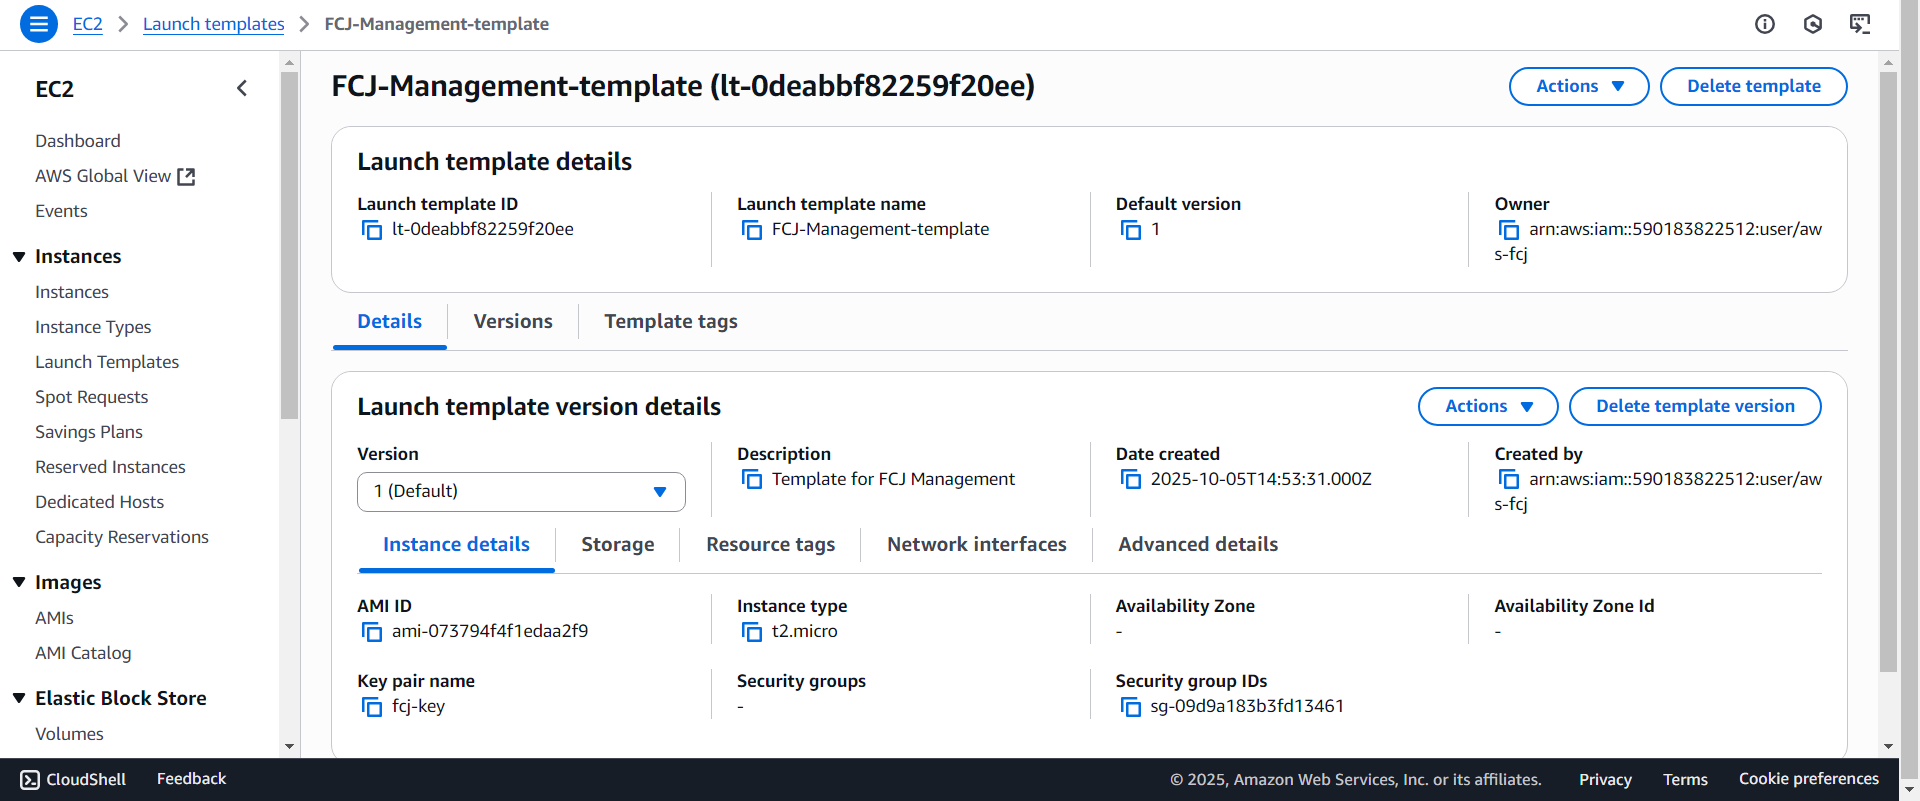 EC2 > Launch templates > FCJ-Management-template
EC2
Dashboard
AWS Global View
Events
Instances
Instances
Instance Types
Launch Templates
Spot Requests
Savings Plans
Reserved Instances
Dedicated Hosts
Capacity Reservations
Images
AMIs
AMI Catalog
Elastic Block Store
Volumes
FCJ-Management-template (lt-0deabbf82259f20ee)
Actions
Delete template
Launch template details
Launch template ID
lt-0deabbf82259f20ee
Launch template name
FCJ-Management-template
Default version
1
Owner
arn:aws:iam::590183822512:user/aw
s-fcj
Details
Versions
Template tags
Launch template version details
Actions
Delete template version
Version
1 (Default)
Description
Template for FCJ Management
Date created
2025-10-05T14:53:31.000Z
Created by
arn:aws:iam::590183822512:user/aw
s-fcj
Instance details
Storage
Resource tags
Network interfaces
Advanced details
AMI ID
ami-073794f4f1edaa2f9
Instance type
t2.micro
Availability Zone
-
Availability Zone Id
-
Key pair name
fcj-key
Security groups
-
Security group IDs
sg-09d9a183b3fd13461
CloudShell
Feedback
© 2025, Amazon Web Services, Inc. or its affiliates.
Privacy
Terms
Cookie preferences